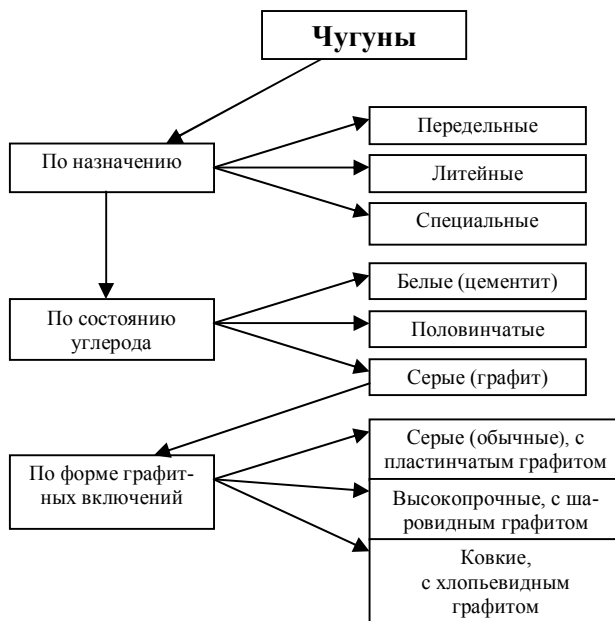 Чугуны
По назначению
Передельные
Литейные
Специальные
По состоянию
углерода
Белые (цементит)
Половинчатые
Серые (графит)
По форме графит-
ных включений
Серые (обычные), с
пластинчатым графитом
Высокопрочные, с ша-
ровидным графитом
Ковкие,
с хлопьевидным
графитом